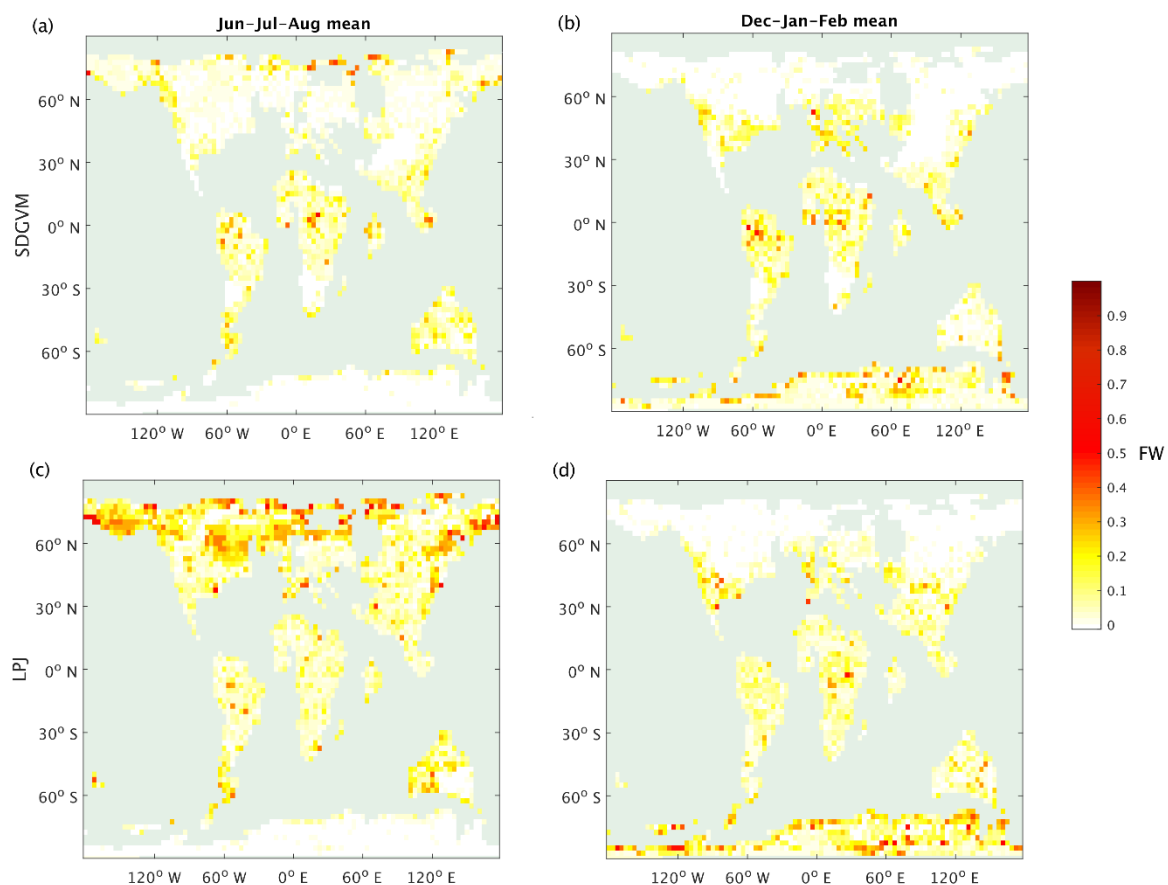 (a)
Jun-Jul-Aug mean
(b)
Dec-Jan-Feb mean
SDGVM
60° N
30° N
0° N
30° S
60° S
120° W
60° W
0° E
60° E
120° E
60° N
30° N
0° N
30° S
60° S
120° W
60° W
0° E
60° E
120° E
(c)
(d)
LPJ
60° N
30° N
0° N
30° S
60° S
120° W
60° W
0° E
60° E
120° E
60° N
30° N
0° N
30° S
60° S
120° W
60° W
0° E
60° E
120° E
0.9
0.8
0.7
0.6
0.5
0.4
0.3
0.2
0.1
0
FW